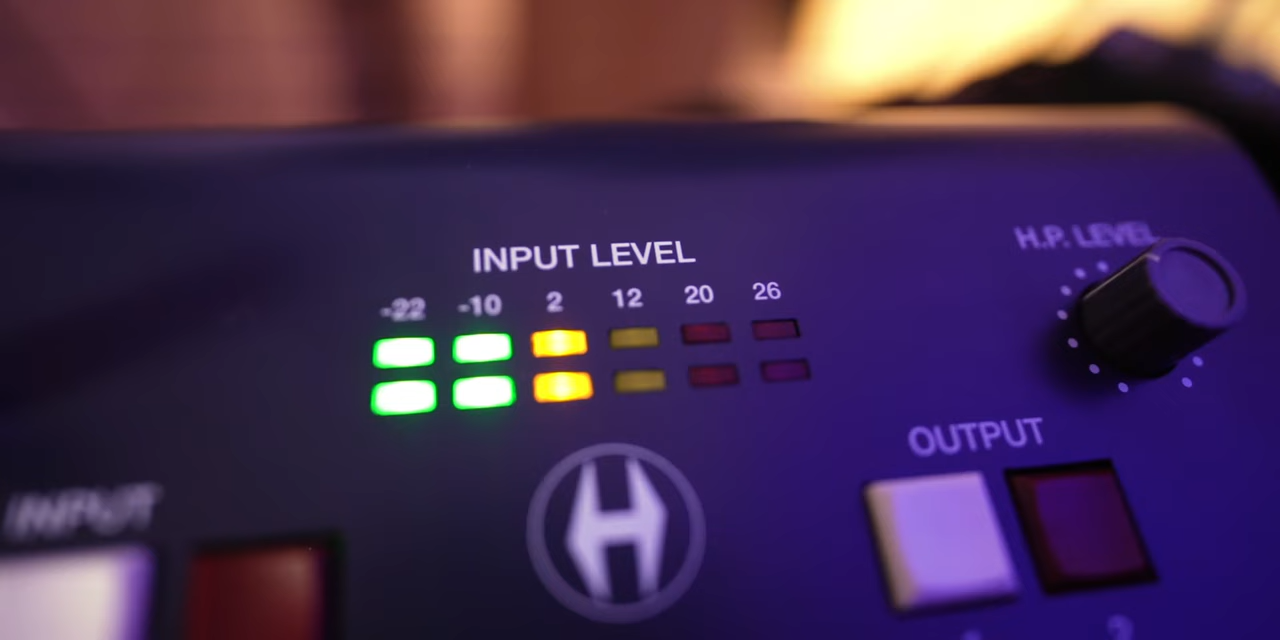 INPUT LEVEL
H.P. LEVEL
-22 -10 2 12 20 26
OUTPUT
INPUT